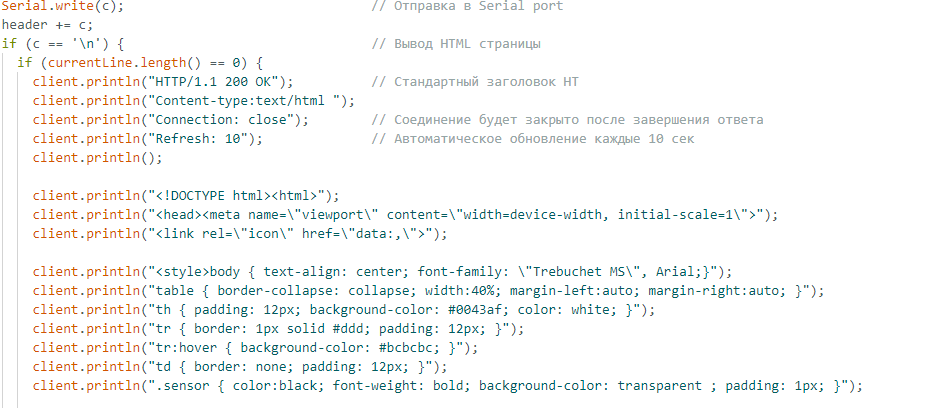 Serial.write(c); // Отправка в Serial port
header += c;
if (c == '\n') { // Вывод HTML страницы
if (currentLine.length() == 0) {
client.println("HTTP/1.1 200 OK"); // Стандартный заголовок HT
client.println("Content-type:text/html ");
client.println("Connection: close"); // Соединение будет закрыто после завершения ответа
client.println("Refresh: 10"); // Автоматическое обновление каждые 10 сек
client.println();
client.println("<!DOCTYPE html><html>");
client.println("<head><meta name=\"viewport\" content=\"width=device-width, initial-scale=1\">");
client.println("<link rel=\"icon\" href=\"data:,\">");
client.println("<style>body { text-align: center; font-family: \"Trebuchet MS\", Arial;}");
client.println("table { border-collapse: collapse; width:40%; margin-left:auto; margin-right:auto; }");
client.println("th { padding: 12px; background-color: #0043af; color: white; }");
client.println("tr { border: 1px solid #ddd; padding: 12px; }");
client.println("tr:hover { background-color: #bcbcbc; }");
client.println("td { border: none; padding: 12px; }");
client.println(".sensor { color:black; font-weight: bold; background-color: transparent ; padding: 1px; }");